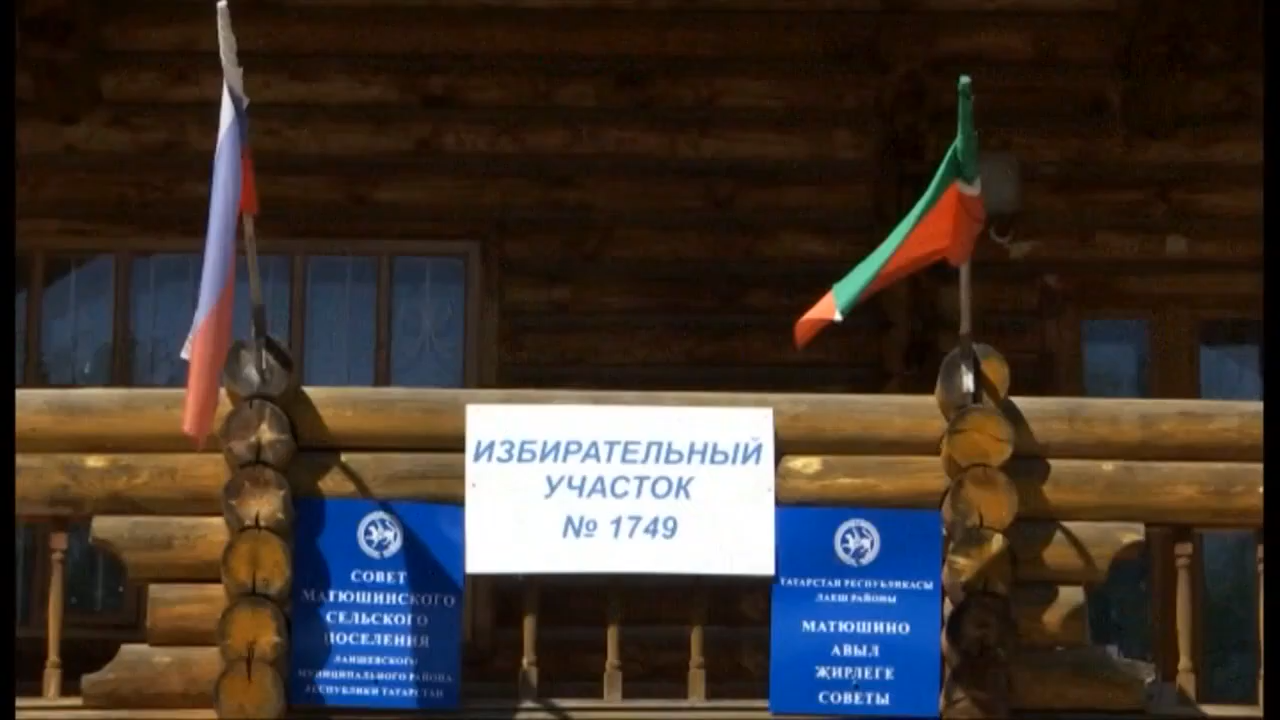 ИЗБИРАТЕЛЬНЫЙ
УЧАСТОК
№ 1749
СОВЕТ
МАТЮШИНСКОГО
СЕЛЬСКОГО
ПОСЕЛЕНИЯ
ЛАИШЕВСКОГО
МУНИЦИПАЛЬНОГО РАЙОНА
РЕСПУБЛИКИ ТАТАРСТАН
ТАТАРСТАН РЕСПУБЛИКАСЫ
ЛАЕШ РАЙОНЫ
МАТЮШИНО
АВЫЛ
ҖИРЛЕГЕ
СОВЕТЫ